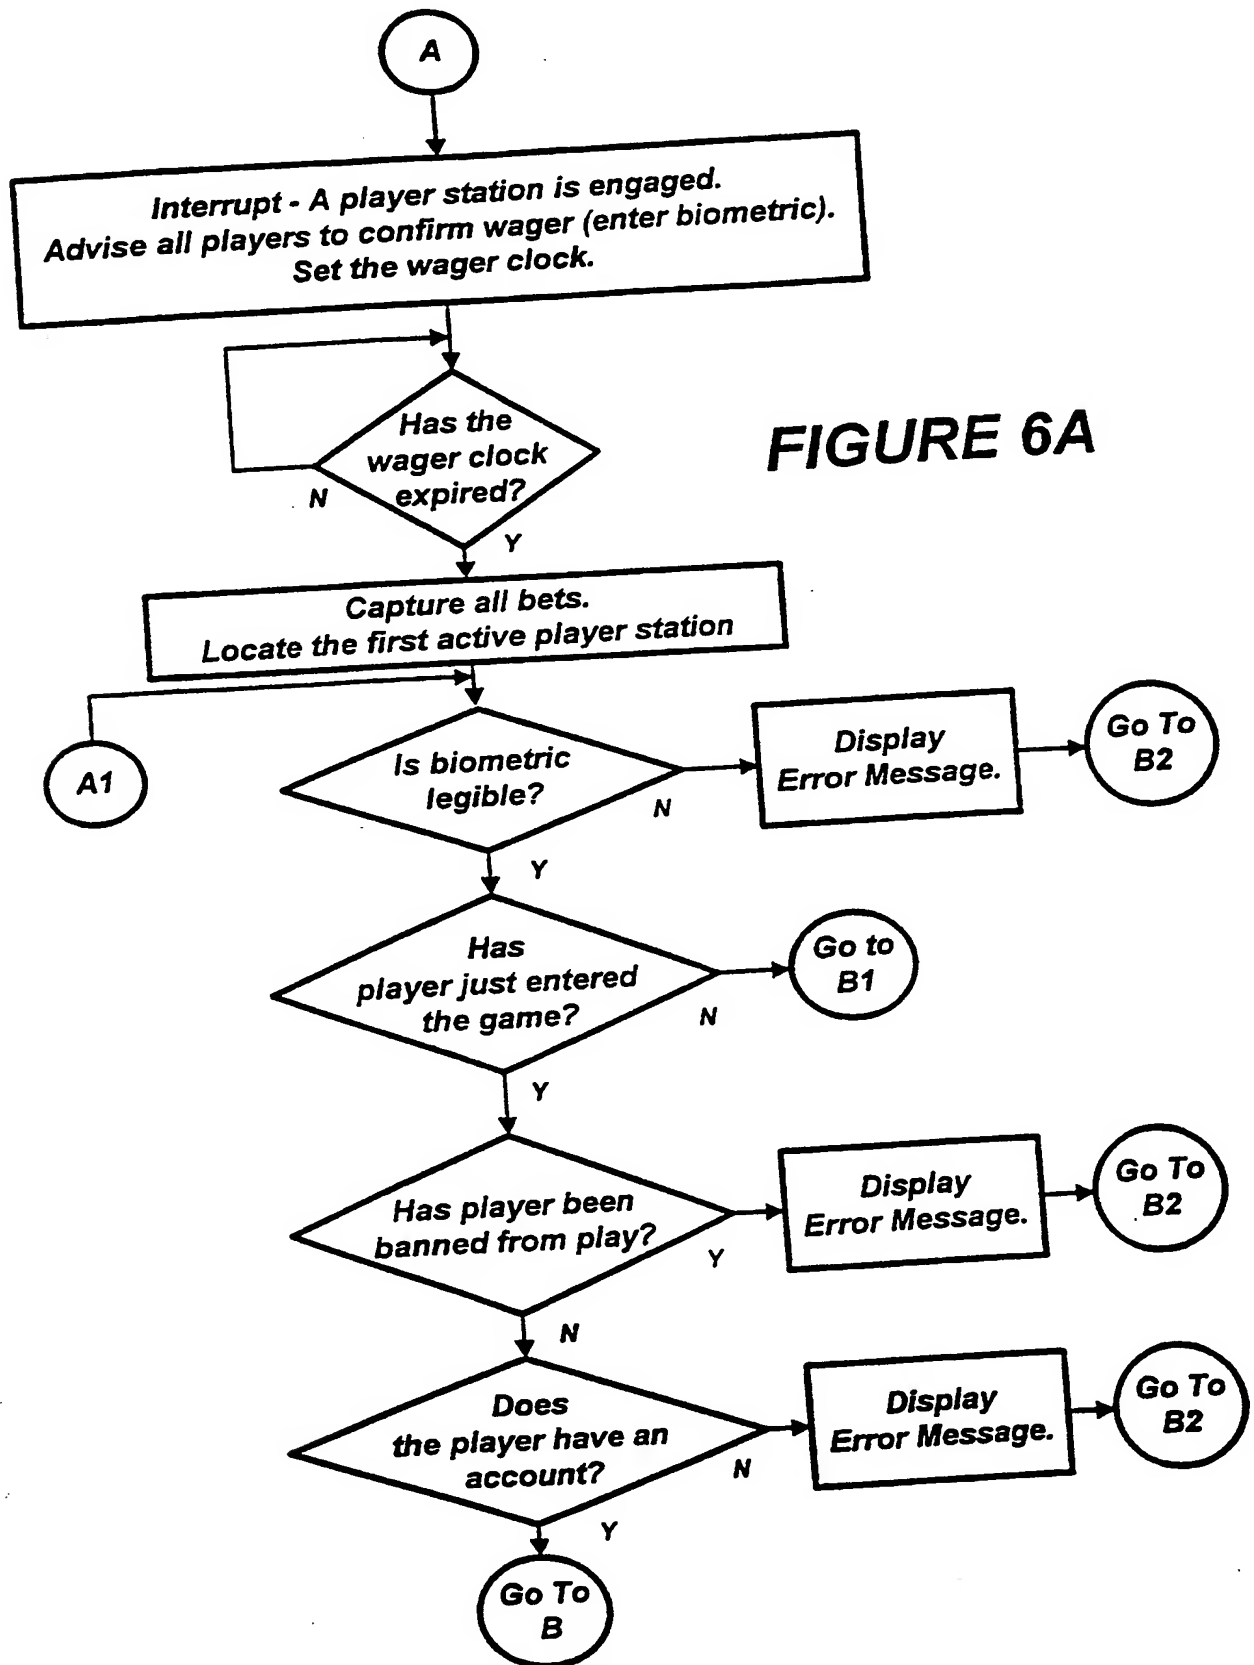 A
Interrupt - A player station is engaged.
Advise all players to confirm wager (enter biometric).
Set the wager clock.
FIGURE 6A
Has the
wager clock
expired?
N
Y
Capture all bets.
Locate the first active player station
A1
Is biometric
legible?
N
Display
Error Message.
Go To
B2
Y
Has
player just entered
the game?
N
Go to
B1
Y
Has player been
banned from play?
Y
Display
Error Message.
Go To
B2
N
Does
the player have an
account?
N
Display
Error Message.
Go To
B2
Y
Go To
B